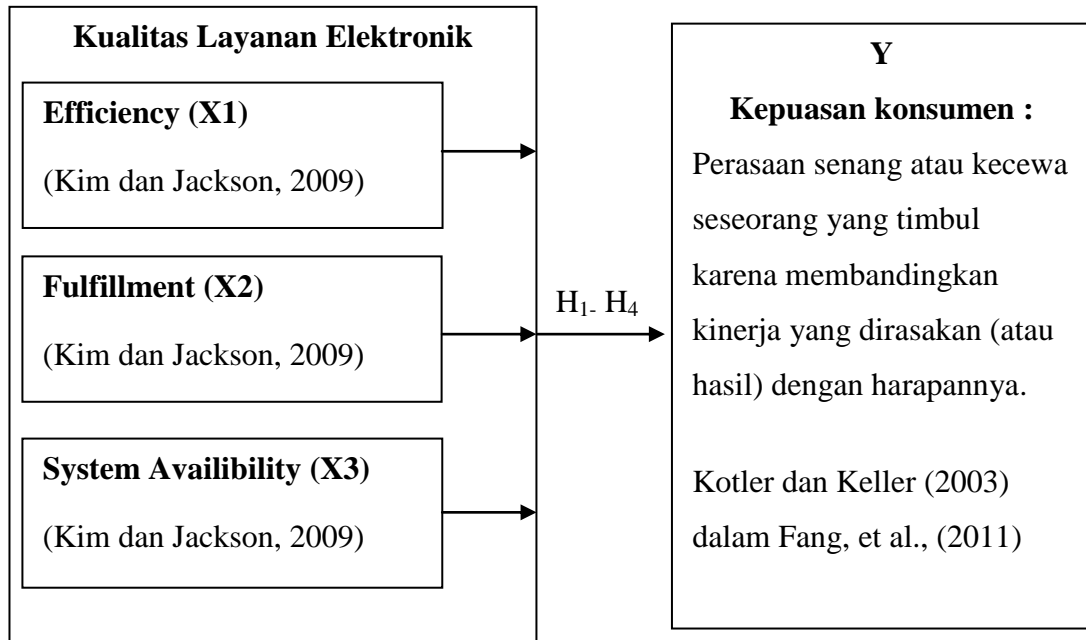 Kualitas Layanan Elektronik
Efficiency (X1)
(Kim dan Jackson, 2009)
Fulfillment (X2)
(Kim dan Jackson, 2009)
System Availibility (X3)
(Kim dan Jackson, 2009)
H1- H4
Y
Kepuasan konsumen :
Perasaan senang atau kecewa
seseorang yang timbul
karena membandingkan
kinerja yang dirasakan (atau
hasil) dengan harapannya.
Kotler dan Keller (2003)
dalam Fang, et al., (2011)